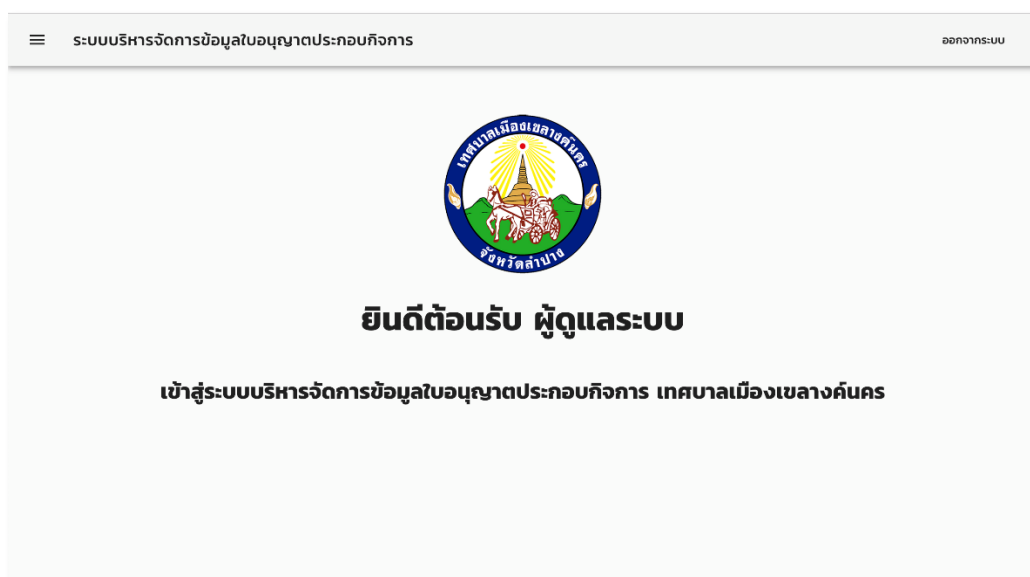 ระบบบริหารจัดการข้อมูลใบอนุญาตประกอบกิจการ
ออกจากระบบ
เทศบาลเมืองเขลางค์นคร
จังหวัดลำปาง
ยินดีต้อนรับ ผู้ดูแลระบบ
เข้าสู่ระบบบริหารจัดการข้อมูลใบอนุญาตประกอบกิจการ เทศบาลเมืองเขลางค์นคร